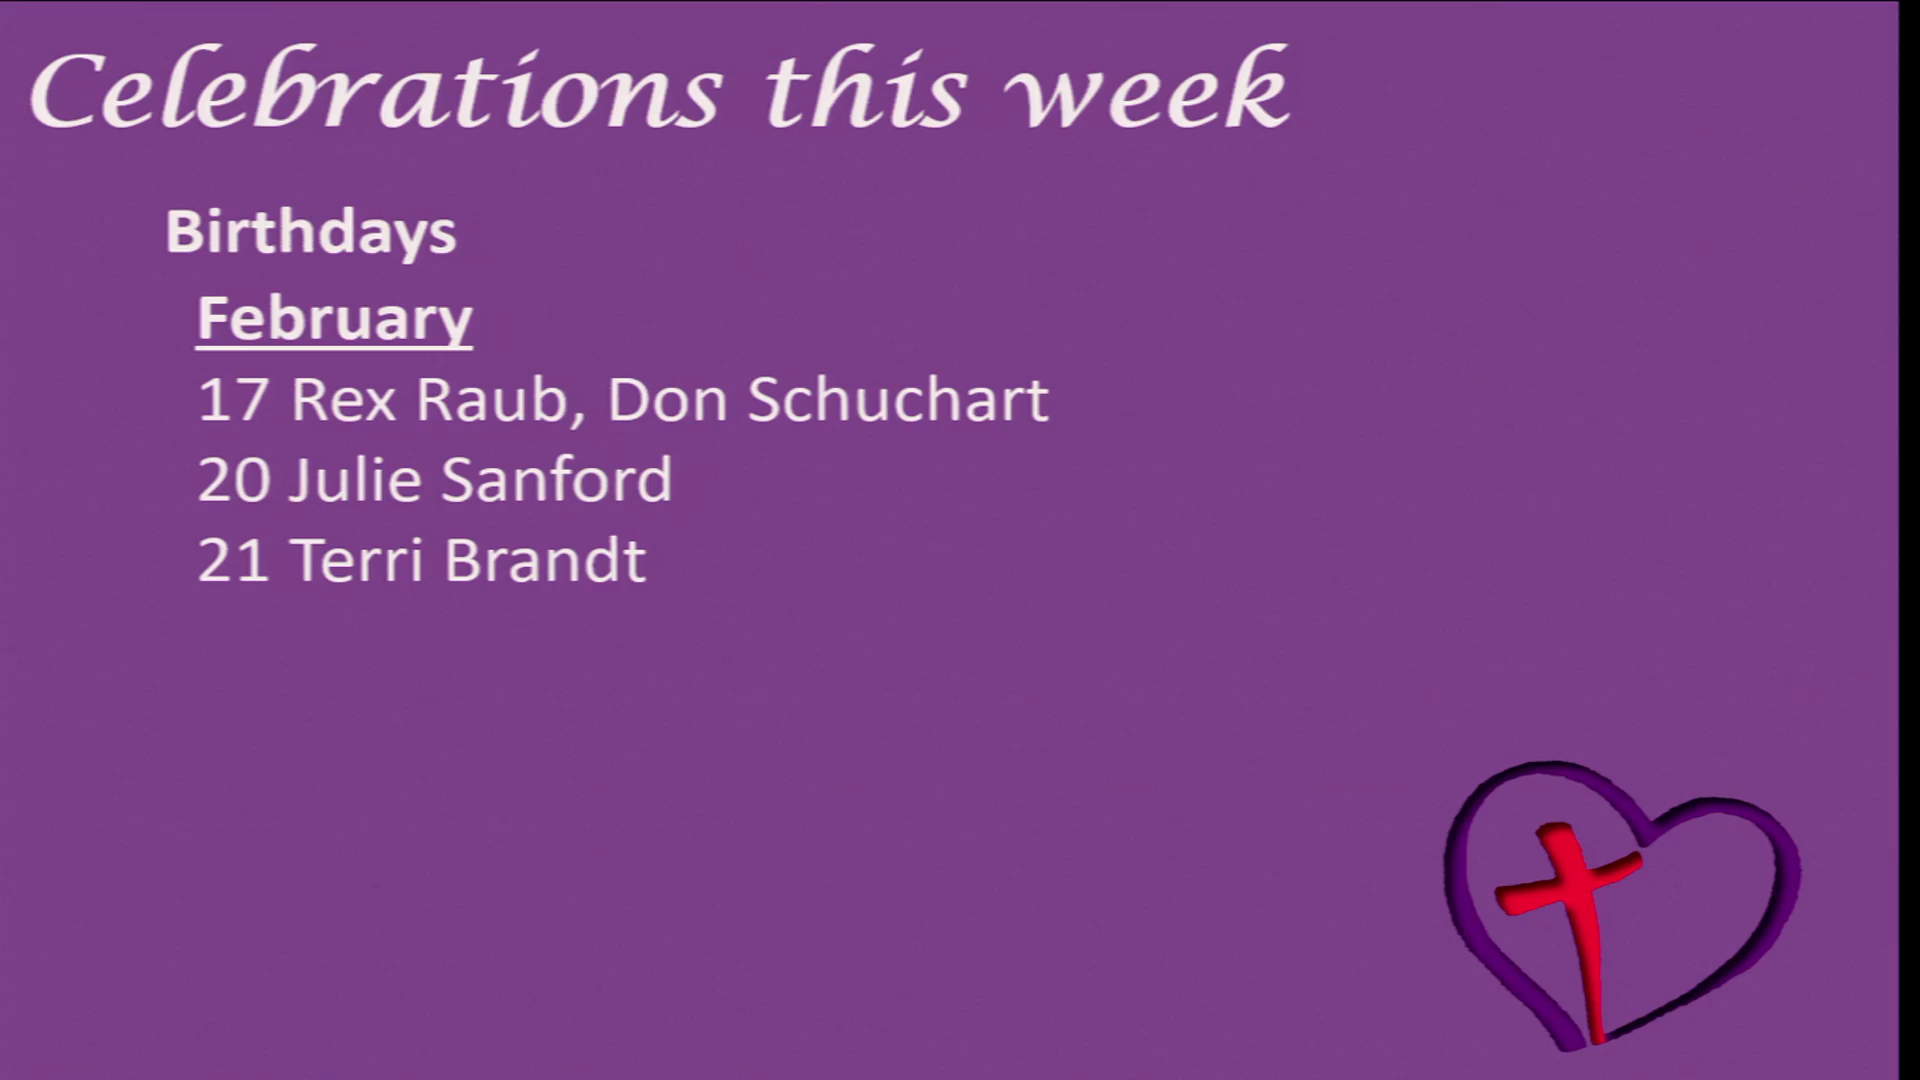 Celebrations this week
Birthdays
February
17 Rex Raub, Don Schuchart
20 Julie Sanford
21 Terri Brandt